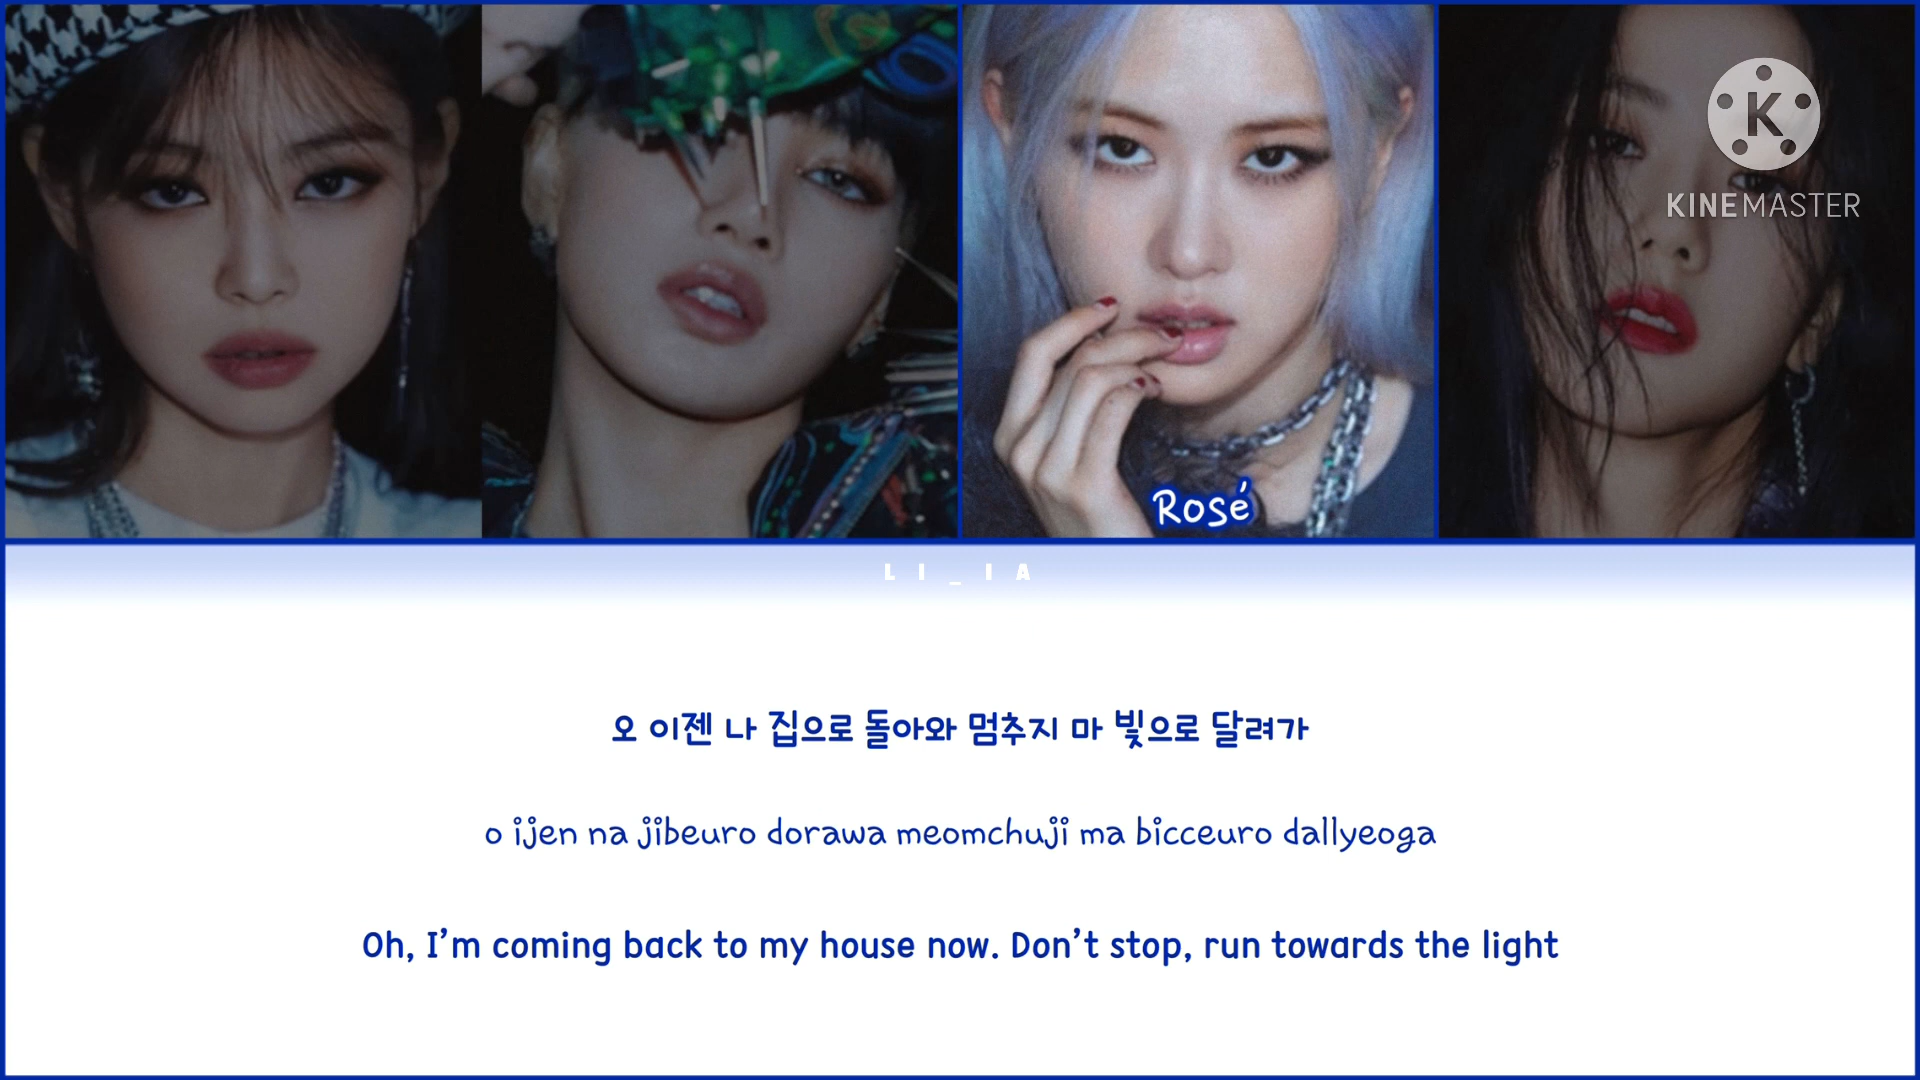 K
KINEMASTER
Rosé
LI_IA
오 이젠 나 집으로 돌아와 멈추지 마 빛으로 달려가
o ijen na jibeuro dorawa meomchuji ma bicceuro dallyeoga
Oh, I'm coming back to my house now. Don't stop, run towards the light